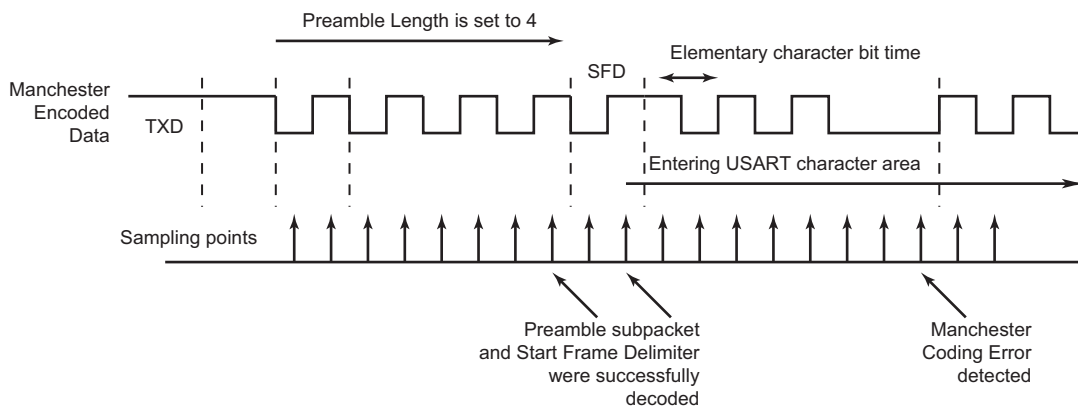 Preamble Length is set to 4
Elementary character bit time
SFD
Manchester
Encoded
Data
TXD
Entering USART character area
Sampling points
Preamble subpacket
and Start Frame Delimiter
were successfully
decoded
Manchester
Coding Error
detected